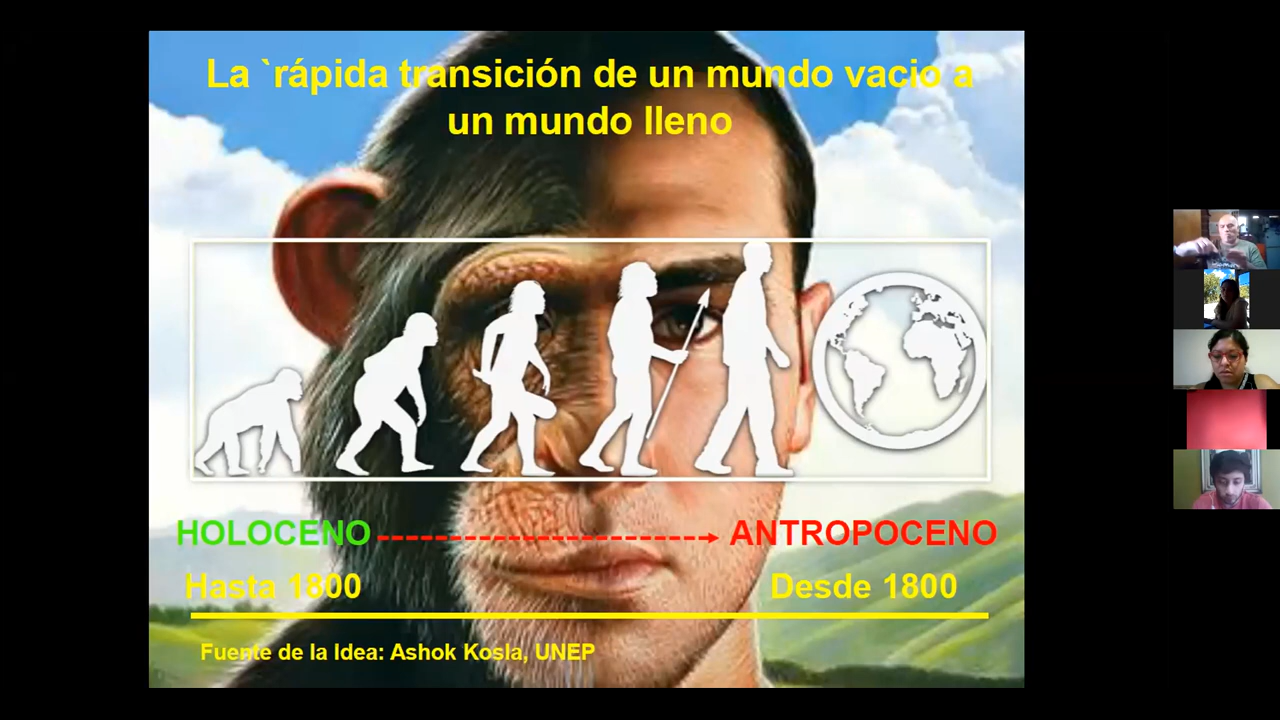 La `rápida transición de un mundo vacio a
un mundo lleno
HOLOCENO
ANTROPOCENO
Hasta 1800
Desde 1800
Fuente de la Idea: Ashok Kosla, UNEP